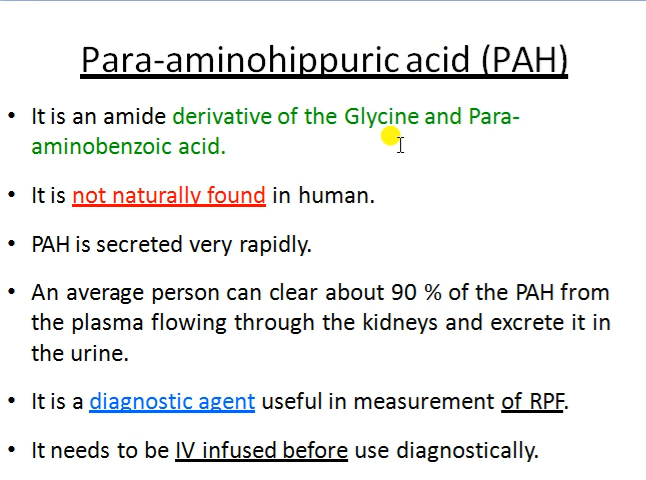 Para-aminohippuric acid (PAH)
• It is an amide derivative of the Glycine and Para-
aminobenzoic acid.
• It is not naturally found in human.
• PAH is secreted very rapidly.
• An average person can clear about 90 % of the PAH from
the plasma flowing through the kidneys and excrete it in
the urine.
• It is a diagnostic agent useful in measurement of RPF.
• It needs to be IV infused before use diagnostically.